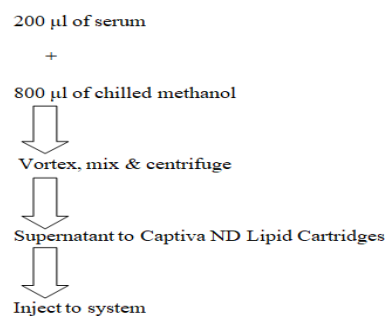 200 µl of serum
+
800 µl of chilled methanol
Vortex, mix & centrifuge
Supernatant to Captiva ND Lipid Cartridges
Inject to system